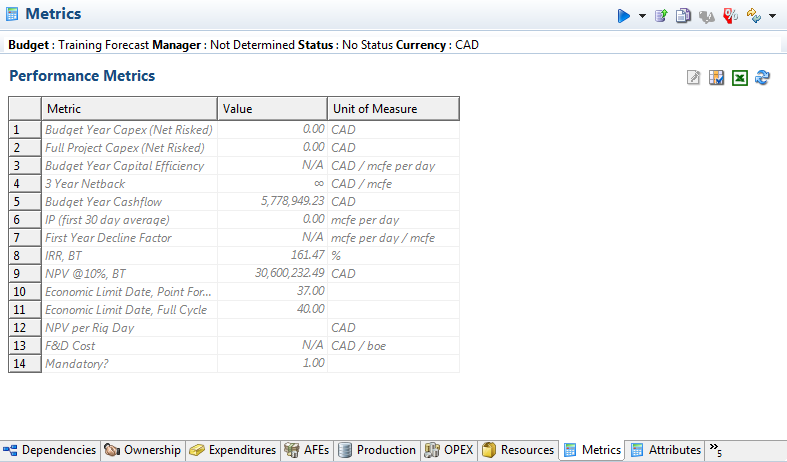 Metrics
Budget : Training Forecast Manager : Not Determined Status : No Status Currency : CAD
Performance Metrics
Metric Value Unit of Measure
1 Budget Year Capex (Net Risked) 0.00 CAD
2 Full Project Capex (Net Risked) 0.00 CAD
3 Budget Year Capital Efficiency N/A CAD / mcfe per day
4 3 Year Netback ∞ CAD / mcfe
5 Budget Year Cashflow 5,778,949.23 CAD
6 IP (first 30 day average) 0.00 mcfe per day
7 First Year Decline Factor N/A mcfe per day / mcfe
8 IRR, BT 161.47 %
9 NPV @10%, BT 30,600,232.49 CAD
10 Economic Limit Date, Point For... 37.00
11 Economic Limit Date, Full Cycle 40.00
12 NPV per Rig Day CAD
13 F&D Cost N/A CAD / boe
14 Mandatory? 1.00
Dependencies Ownership Expenditures AFEs Production OPEX Resources Metrics Attributes »5